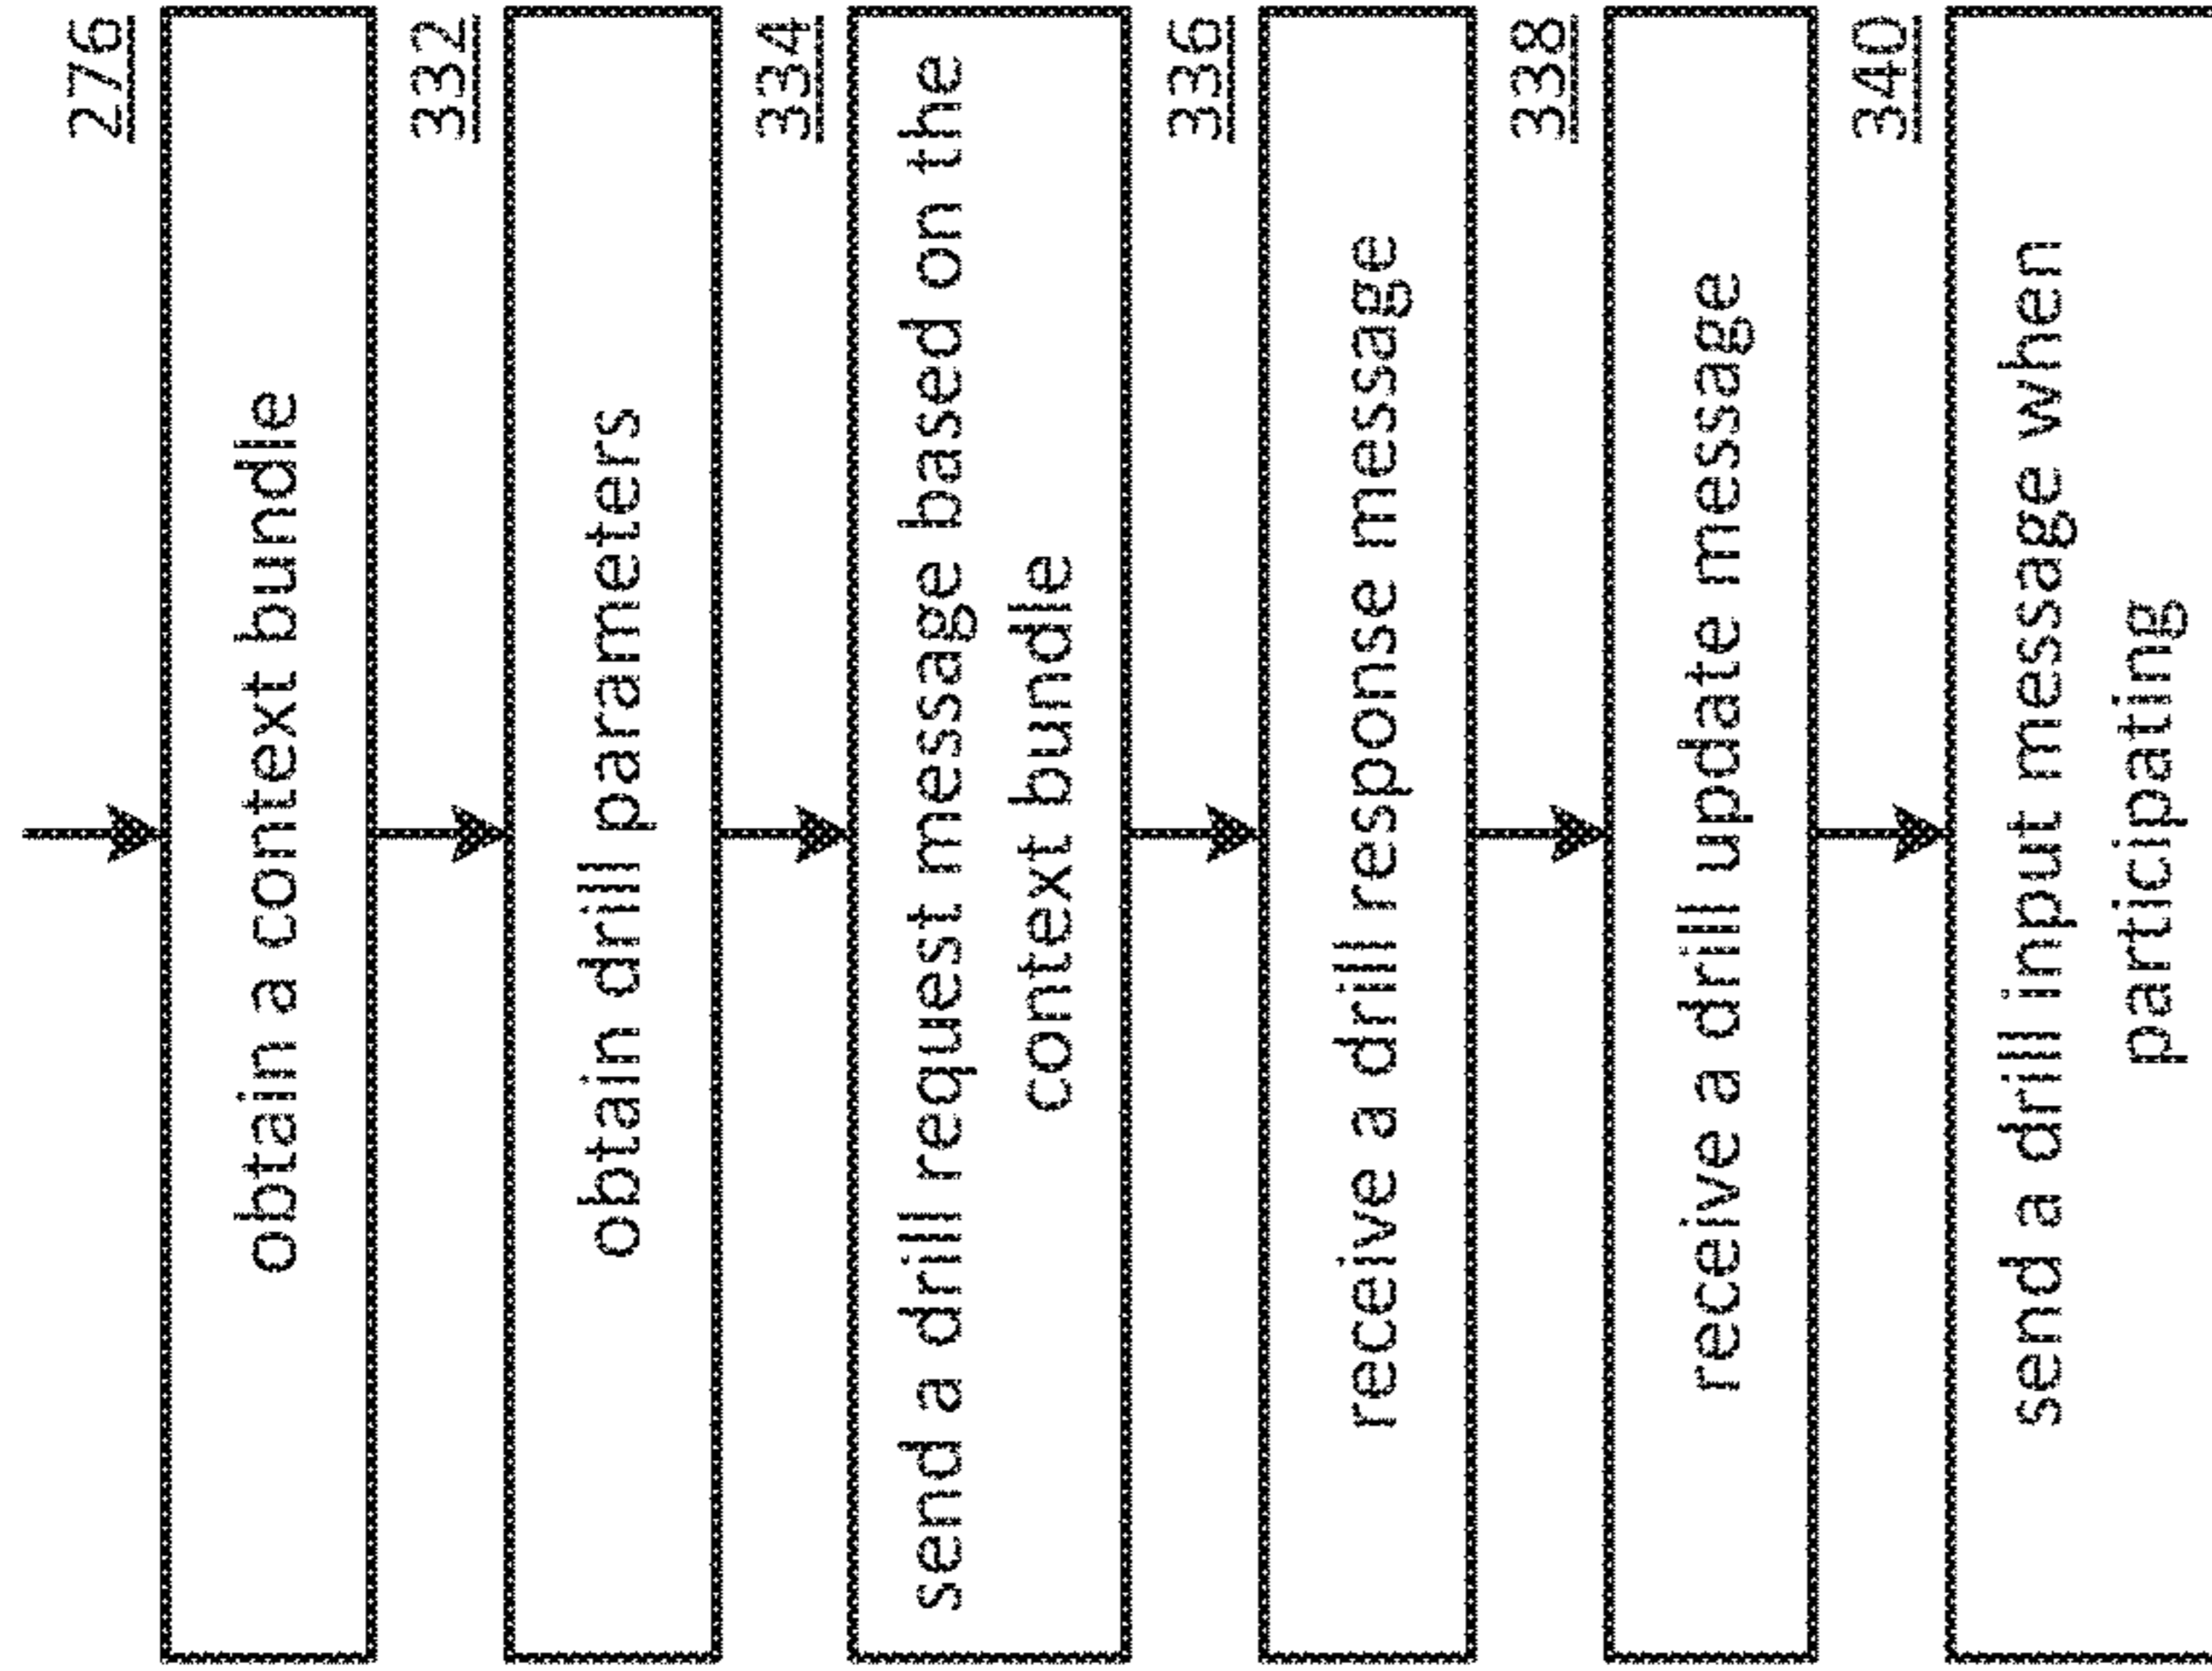 276
obtain a context bundle
332
obtain drill parameters
334
send a drill request message based on the
context bundle
336
receive a drill response message
338
receive a drill update message
340
send a drill input message when
participating